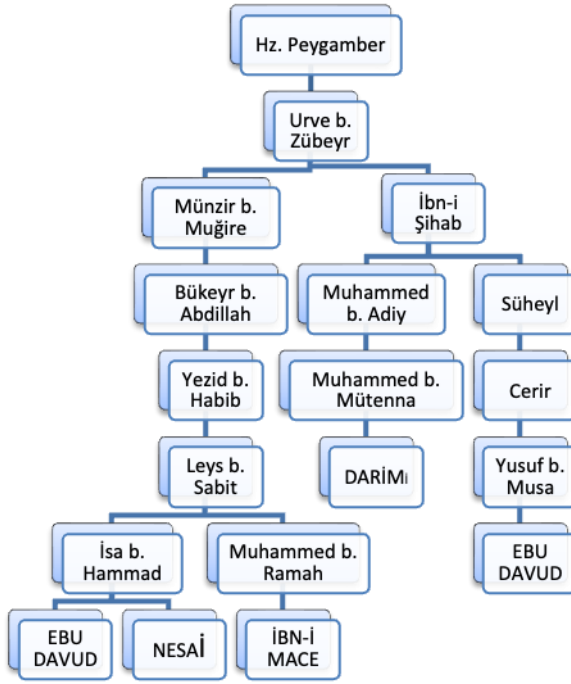 Hz. Peygamber
Urve b.
Zübeyr
Münzir b.
Muğire
İbn-i
Şihab
Bükeyr b.
Abdillah
Muhammed
b. Adiy
Süheyl
Yezid b.
Habib
Muhammed b.
Mütenna
Cerir
Leys b.
Sabit
DARİMi
Yusuf b.
Musa
İsa b.
Hammad
Muhammed b.
Ramah
EBU
DAVUD
EBU
DAVUD
NESAİ
İBN-İ
MACE